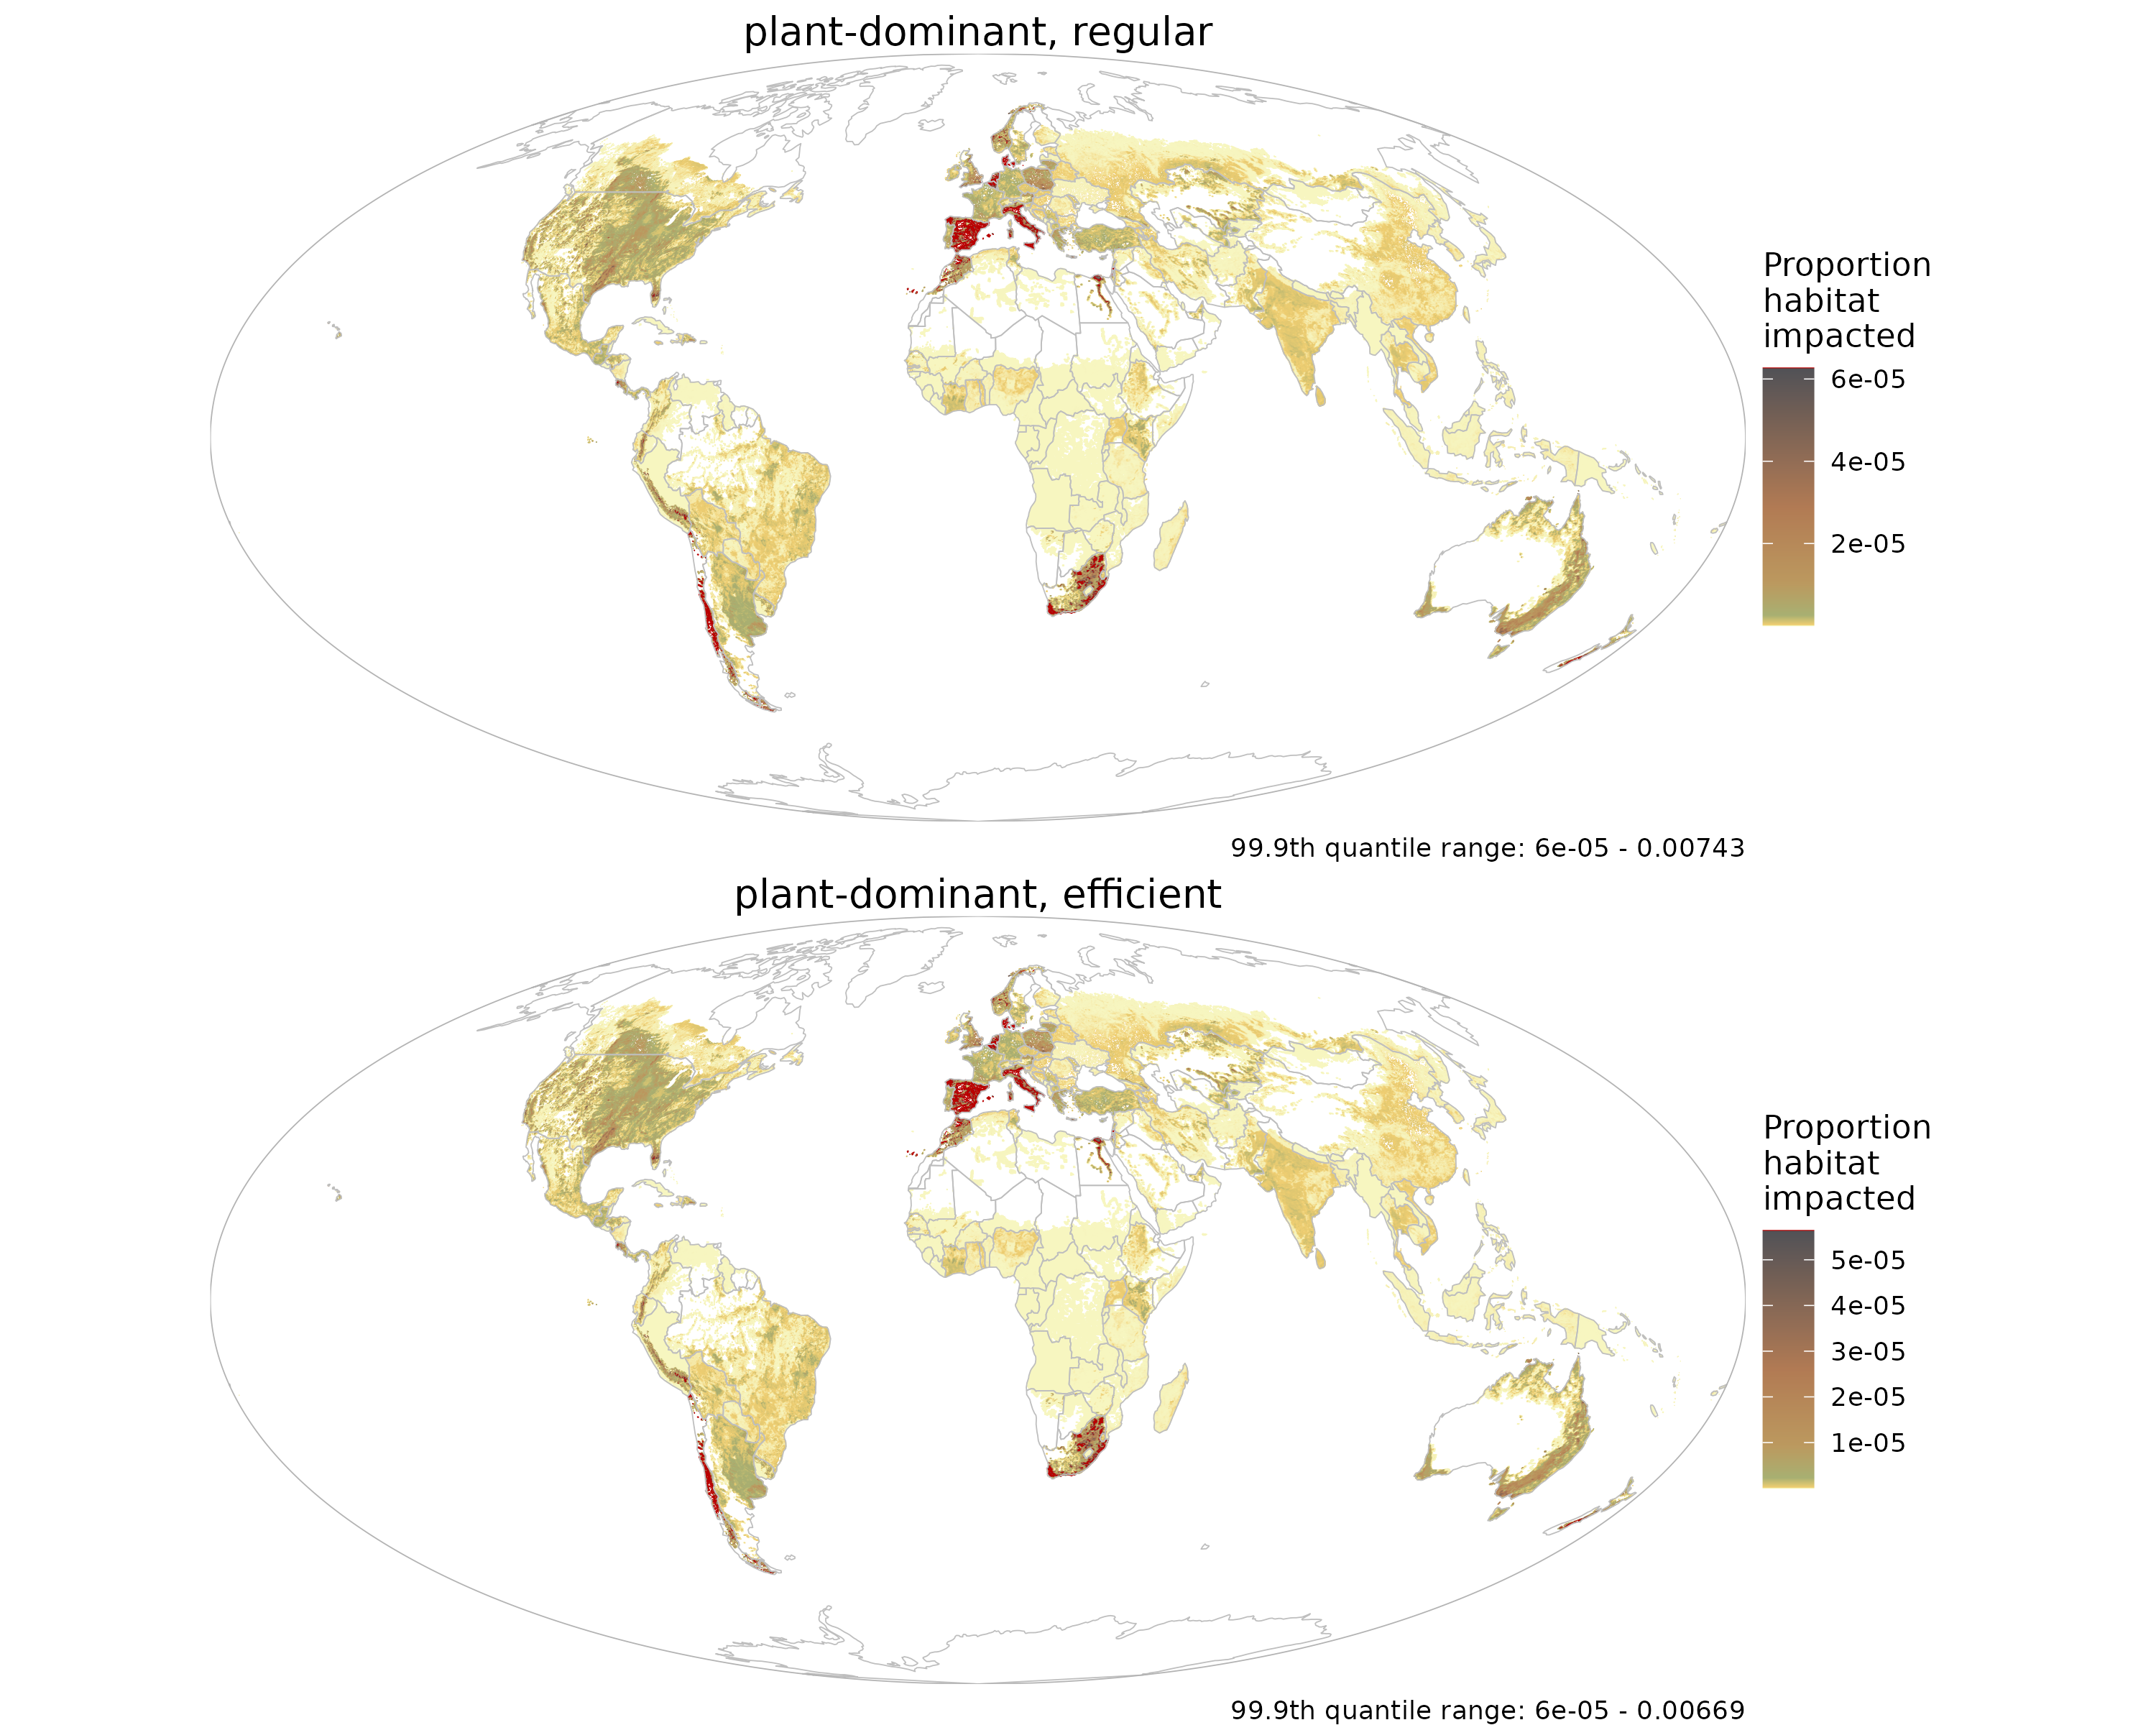 plant-dominant, regular
Proportion
habitat
impacted
6e-05
4e-05
2e-05
99.9th quantile range: 6e-05 - 0.00743
plant-dominant, efficient
Proportion
habitat
impacted
5e-05
4e-05
3e-05
2e-05
1e-05
99.9th quantile range: 6e-05 - 0.00669